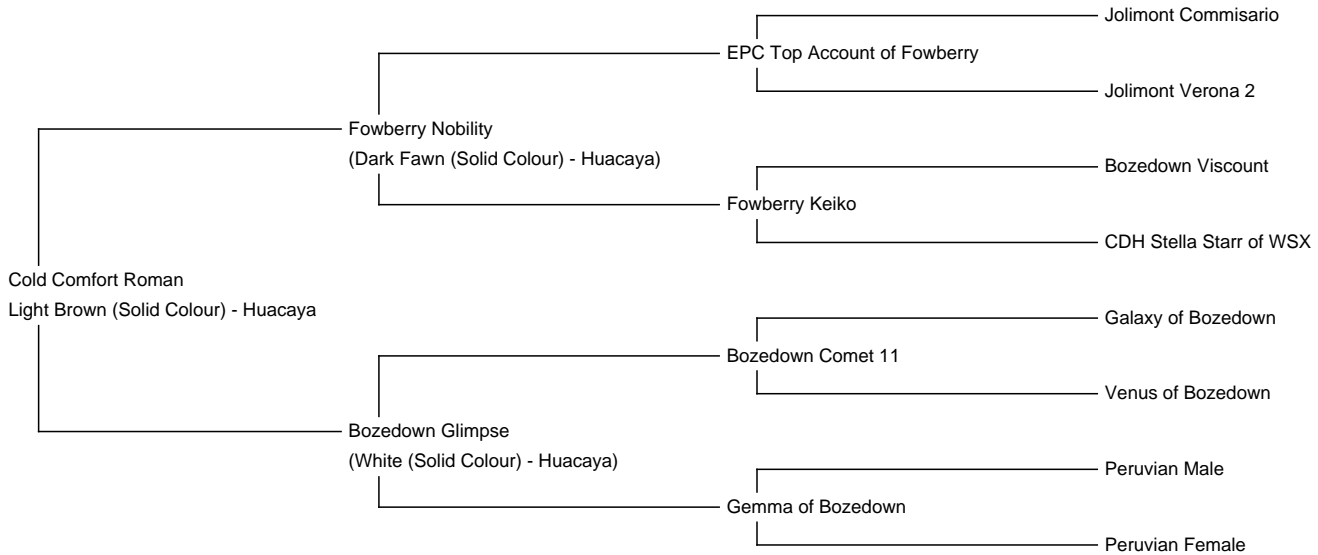 Jolimont Commisario
EPC Top Account of Fowberry
Jolimont Verona 2
Fowberry Nobility
(Dark Fawn (Solid Colour) - Huacaya)
Bozedown Viscount
Fowberry Keiko
CDH Stella Starr of WSX
Cold Comfort Roman
Light Brown (Solid Colour) - Huacaya
Galaxy of Bozedown
Bozedown Comet 11
Venus of Bozedown
Bozedown Glimpse
(White (Solid Colour) - Huacaya)
Peruvian Male
Gemma of Bozedown
Peruvian Female